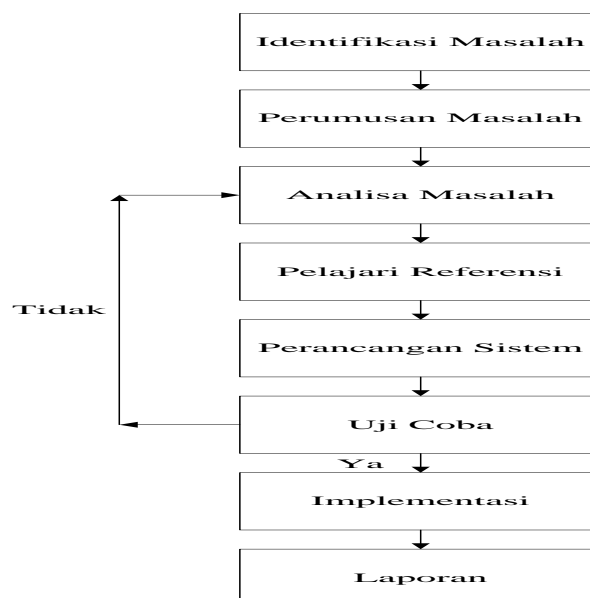 Identifikasi Masalah
Perumusan Masalah
Analisa Masalah
Pelajari Referensi
Tidak
Perancangan Sistem
Uji Coba
Ya
Implementasi
Laporan